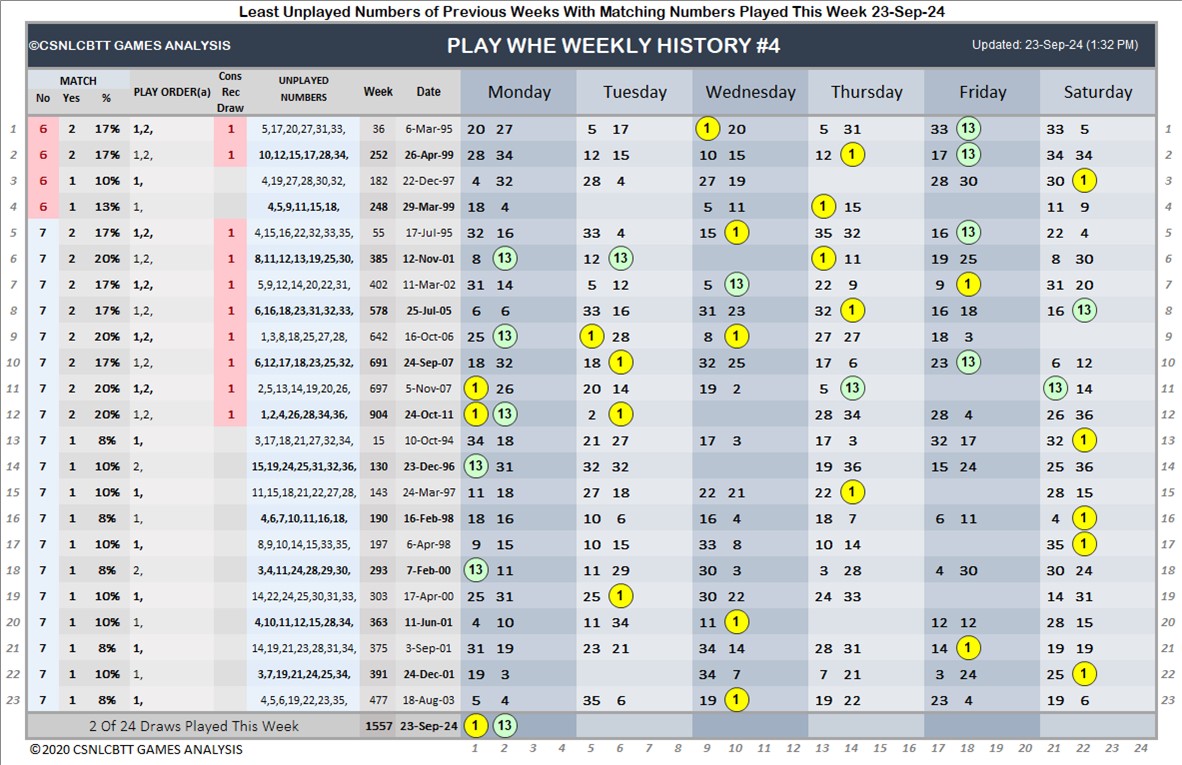 Least Unplayed Numbers of Previous Weeks With Matching Numbers Played This Week 23-Sep-24
©CSNLCBTT GAMES ANALYSIS PLAY WHE WEEKLY HISTORY #4 Updated: 23-Sep-24 (1:32 PM)
MATCH PLAY ORDER(a) Cons Rec Draw UNPLAYED NUMBERS Week Date Monday Tuesday Wednesday Thursday Friday Saturday
No Yes %
1 6 2 17% 1,2, 1 5,17,20,27,31,33, 36 6-Mar-95 20 27 5 17 1 20 5 31 33 13 33 5 1
2 6 2 17% 1,2, 1 10,12,15,17,28,34, 252 26-Apr-99 28 34 12 15 10 15 12 1 17 13 34 34 2
3 6 1 10% 1, 4,19,27,28,30,32, 182 22-Dec-97 4 32 28 4 27 19 28 30 30 1 3
4 6 1 13% 1, 4,5,9,11,15,18, 248 29-Mar-99 18 4 5 11 1 15 11 9 4
5 7 2 17% 1,2, 1 4,15,16,22,32,33,35, 55 17-Jul-95 32 16 33 4 15 1 35 32 16 13 22 4 5
6 7 2 20% 1,2, 1 8,11,12,13,19,25,30, 385 12-Nov-01 8 13 12 13 1 11 19 25 8 30 6
7 7 2 17% 1,2, 1 5,9,12,14,20,22,31, 402 11-Mar-02 31 14 5 12 5 13 22 9 9 1 31 20 7
8 7 2 17% 1,2, 1 6,16,18,23,31,32,33, 578 25-Jul-05 6 6 33 16 31 23 32 1 16 18 16 13 8
9 7 2 20% 1,2, 1 1,3,8,18,25,27,28, 642 16-Oct-06 25 13 1 28 8 1 27 27 18 3 9
10 7 2 17% 1,2, 1 6,12,17,18,23,25,32, 691 24-Sep-07 18 32 18 1 32 25 17 6 23 13 6 12 10
11 7 2 20% 1,2, 1 2,5,13,14,19,20,26, 697 5-Nov-07 1 26 20 14 19 2 5 13 13 14 11
12 7 2 20% 1,2, 1 1,2,4,26,28,34,36, 904 24-Oct-11 1 13 2 1 28 34 28 4 26 36 12
13 7 1 8% 1, 3,17,18,21,27,32,34, 15 10-Oct-94 34 18 21 27 17 3 17 3 32 17 32 1 13
14 7 1 10% 2, 15,19,24,25,31,32,36, 130 23-Dec-96 13 31 32 32 19 36 15 24 25 36 14
15 7 1 10% 1, 11,15,18,21,22,27,28, 143 24-Mar-97 11 18 27 18 22 21 22 1 28 15 15
16 7 1 8% 1, 4,6,7,10,11,16,18, 190 16-Feb-98 18 16 10 6 16 4 18 7 6 11 4 1 16
17 7 1 10% 1, 8,9,10,14,15,33,35, 197 6-Apr-98 9 15 10 15 33 8 10 14 35 1 17
18 7 1 8% 2, 3,4,11,24,28,29,30, 293 7-Feb-00 13 11 11 29 30 3 3 28 4 30 30 24 18
19 7 1 10% 1, 14,22,24,25,30,31,33, 303 17-Apr-00 25 31 25 1 30 22 24 33 14 31 19
20 7 1 10% 1, 4,10,11,12,15,28,34, 363 11-Jun-01 4 10 11 34 11 1 12 12 28 15 20
21 7 1 8% 1, 14,19,21,23,28,31,34, 375 3-Sep-01 31 19 23 21 34 14 28 31 14 1 19 19 21
22 7 1 10% 1, 3,7,19,21,24,25,34, 391 24-Dec-01 19 3 34 7 7 21 3 24 25 1 22
23 7 1 8% 1, 4,5,6,19,22,23,35, 477 18-Aug-03 5 4 35 6 19 1 19 22 23 4 19 6 23
2 Of 24 Draws Played This Week 1557 23-Sep-24 1 13
©2020 CSNLCBTT GAMES ANALYSIS 1 2 3 4 5 6 7 8 9 10 11 12 13 14 15 16 17 18 19 20 21 22 23 24